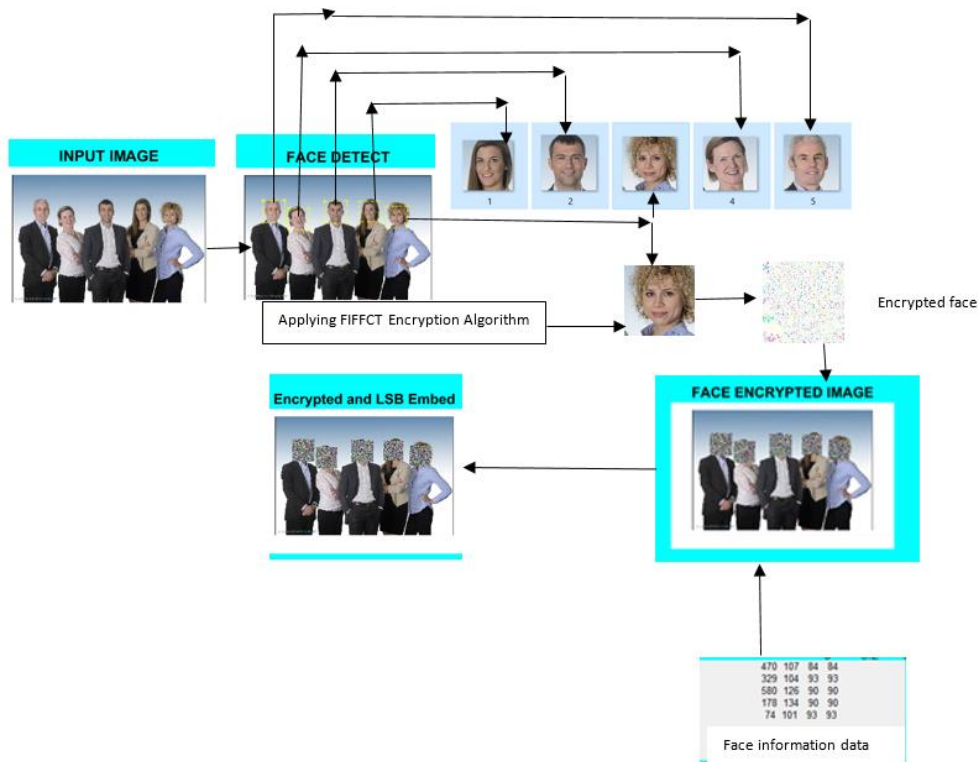 INPUT IMAGE
FACE DETECT
1
2
4
5
Applying FIFFCT Encryption Algorithm
Encrypted face
Encrypted and LSB Embed
FACE ENCRYPTED IMAGE
470 107 84 84
329 104 93 93
580 126 90 90
178 134 90 90
74 101 93 93
Face information data